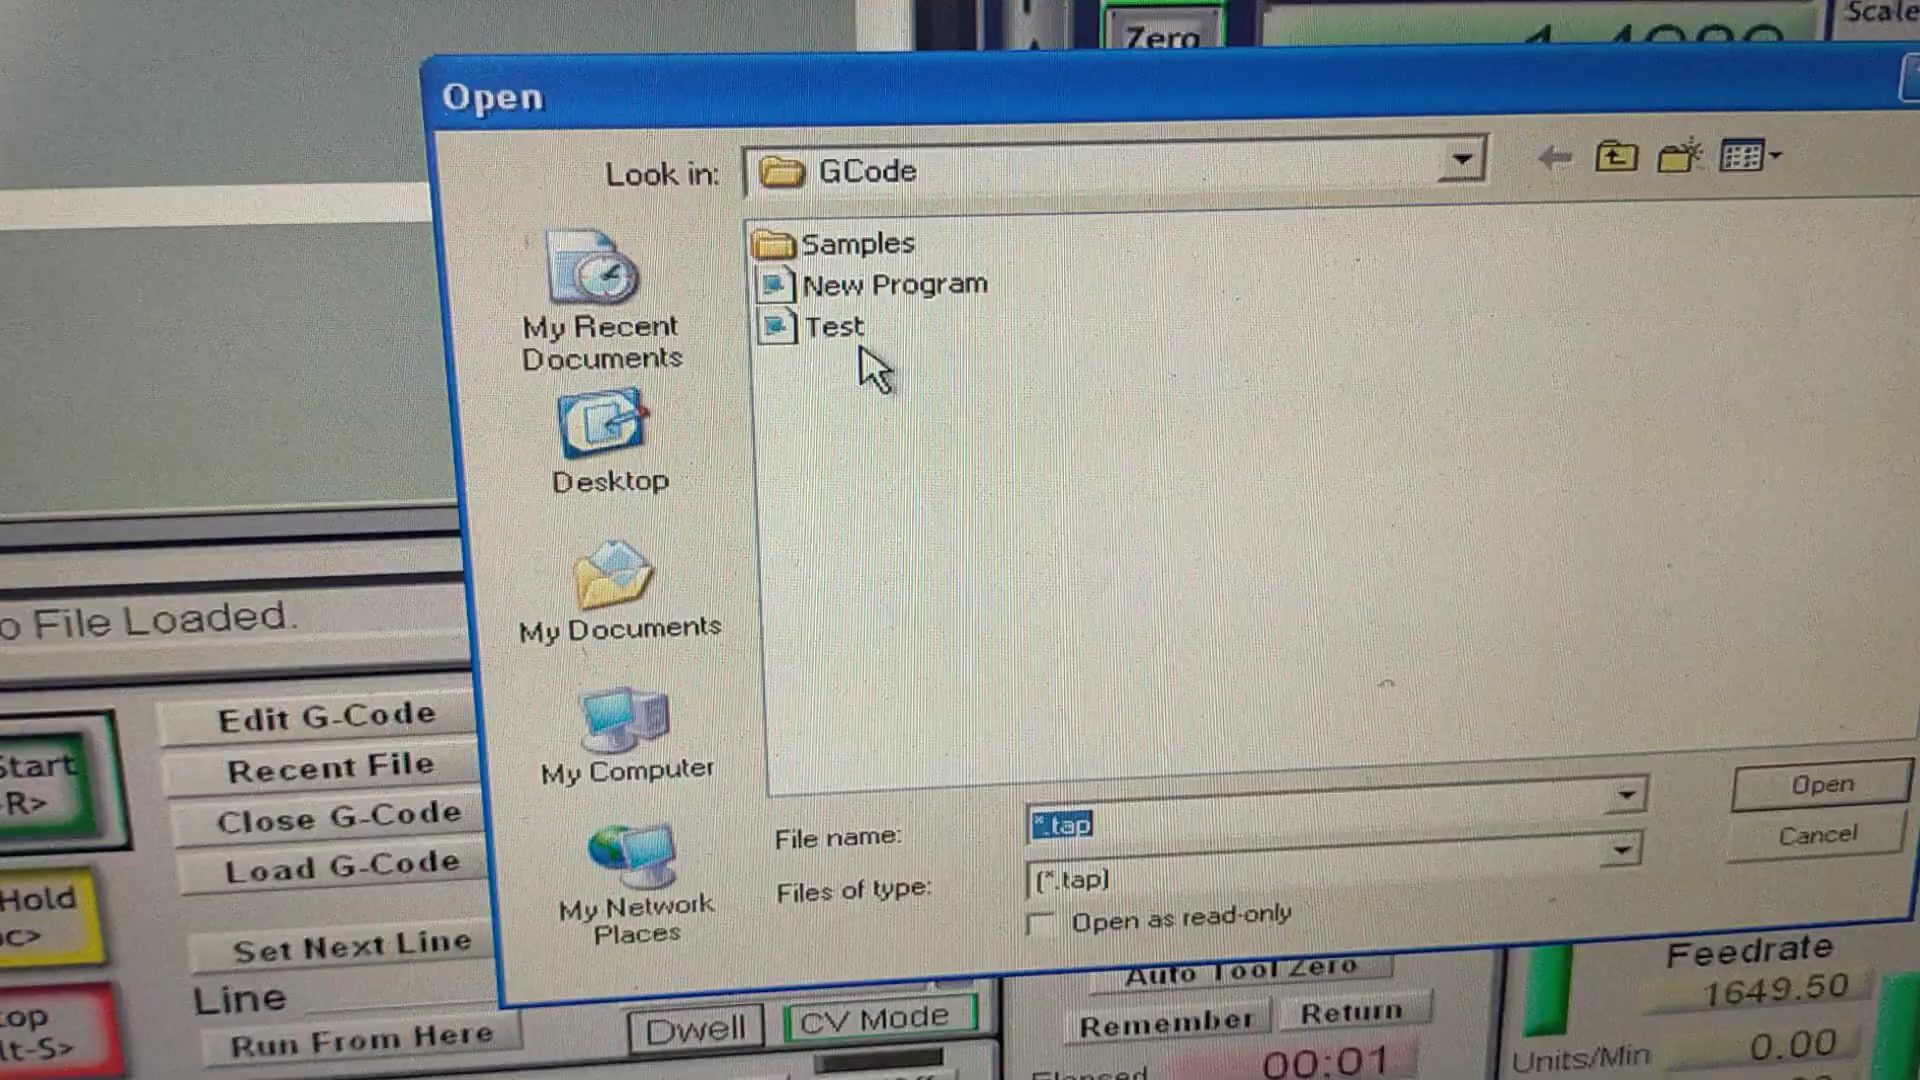 Zero
Scale
Open
Look in: GCode
Samples
New Program
Test
My Recent
Documents
Desktop
My Documents
My Computer
My Network
Places
File name: *.tap
Files of type: (*.tap)
Open as read-only
Open
Cancel
o File Loaded.
Edit G-Code
Recent File
Close G-Code
Load G-Code
Set Next Line
Line
Run From Here
Start
R>
Hold
c>
top
lt-S>
Dwell
CV Mode
Auto Tool Zero
Remember
Return
Elapsed
00:01
Feedrate
1649.50
Units/Min
0.00